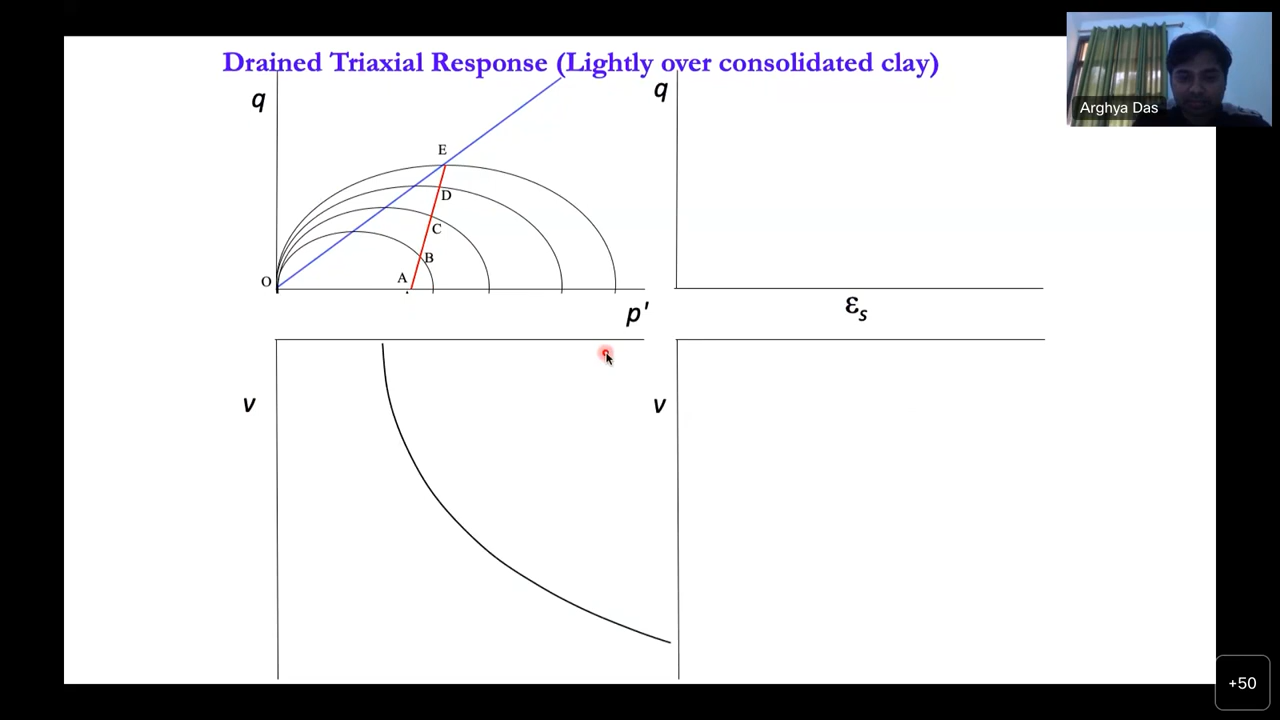 Drained Triaxial Response (Lightly over consolidated clay)
q
E
D
C
B
A
O
p'
q
εs
v
v
Arghya Das
+50